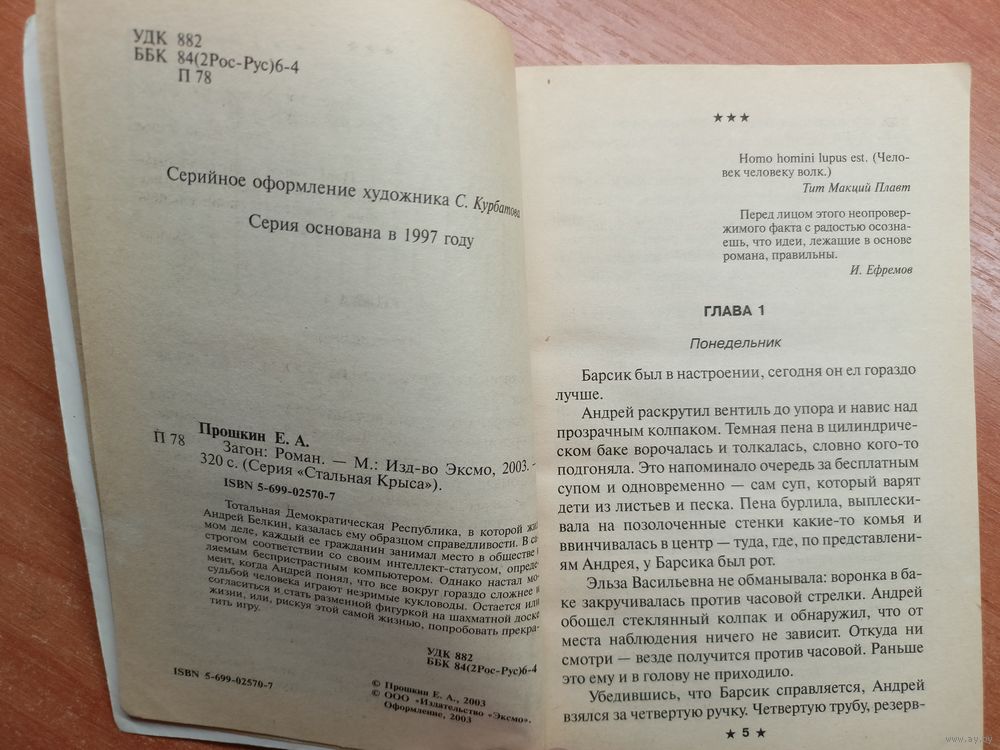 УДК 882
ББК 84(2Рос-Рус)6-4
П 78
Серийное оформление художника С. Курбатова
Серия основана в 1997 году
Прошкин Е. А.
П 78 Загон: Роман. — М.: Изд-во Эксмо, 2003. –
320 с. (Серия «Стальная Крыса»).
ISBN 5-699-02570-7
Тотальная Демократическая Республика, в которой жил
Андрей Белкин, казалась ему образцом справедливости. В са-
мом деле, каждый ее гражданин занимал место в обществе в
строгом соответствии со своим интеллект-статусом, опреде-
ляемым беспристрастным компьютером. Однако настал мо-
мент, когда Андрей понял, что все вокруг гораздо сложнее и
судьбой человека играют незримые кукловоды. Остается или
согласиться и стать разменной фигуркой на шахматной доске
жизни, или, рискуя этой самой жизнью, попробовать прекра-
тить игру.
УДК 882
ББК 84(2Рос-Рус)6-4
© Прошкин Е. А., 2003
© ООО «Издательство «Эксмо».
Оформление, 2003
ISBN 5-699-02570-7
★★★
Homo homini lupus est. (Чело-
век человеку волк.)
Тит Макций Плавт
Перед лицом этого неопровер-
жимого факта с радостью осозна-
ешь, что идеи, лежащие в основе
романа, правильны.
И. Ефремов
ГЛАВА 1
Понедельник
Барсик был в настроении, сегодня он ел гораздо
лучше.
Андрей раскрутил вентиль до упора и навис над
прозрачным колпаком. Темная пена в цилиндриче-
ском баке ворочалась и толкалась, словно кого-то
подгоняла. Это напоминало очередь за бесплатным
супом и одновременно — сам суп, который варят
дети из листьев и песка. Пена бурлила, выплески-
вала на позолоченные стенки какие-то комья и
ввинчивалась в центр — туда, где, по представлени-
ям Андрея, у Барсика был рот.
Эльза Васильевна не обманывала: воронка в ба-
ке закручивалась против часовой стрелки. Андрей
обошел стеклянный колпак и обнаружил, что от
места наблюдения ничего не зависит. Откуда ни
смотри — везде получится против часовой. Раньше
это ему и в голову не приходило.
Убедившись, что Барсик справляется, Андрей
взялся за четвертую ручку. Четвертую трубу, резерв-
★ 5 ★
www.ay.by